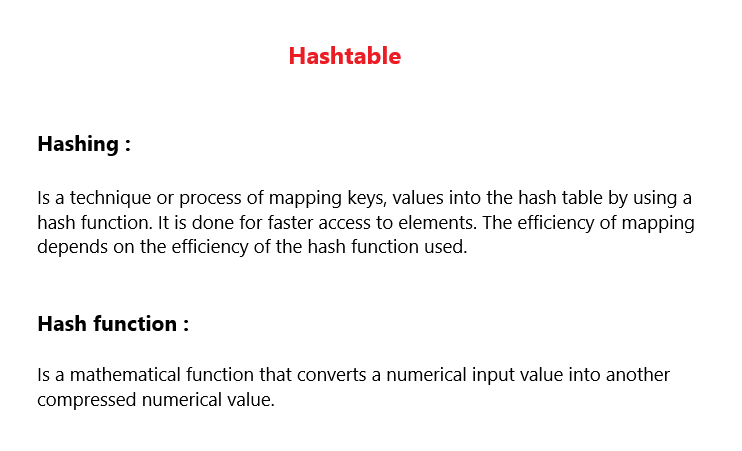 Hashtable
Hashing :
Is a technique or process of mapping keys, values into the hash table by using a
hash function. It is done for faster access to elements. The efficiency of mapping
depends on the efficiency of the hash function used.
Hash function :
Is a mathematical function that converts a numerical input value into another
compressed numerical value.